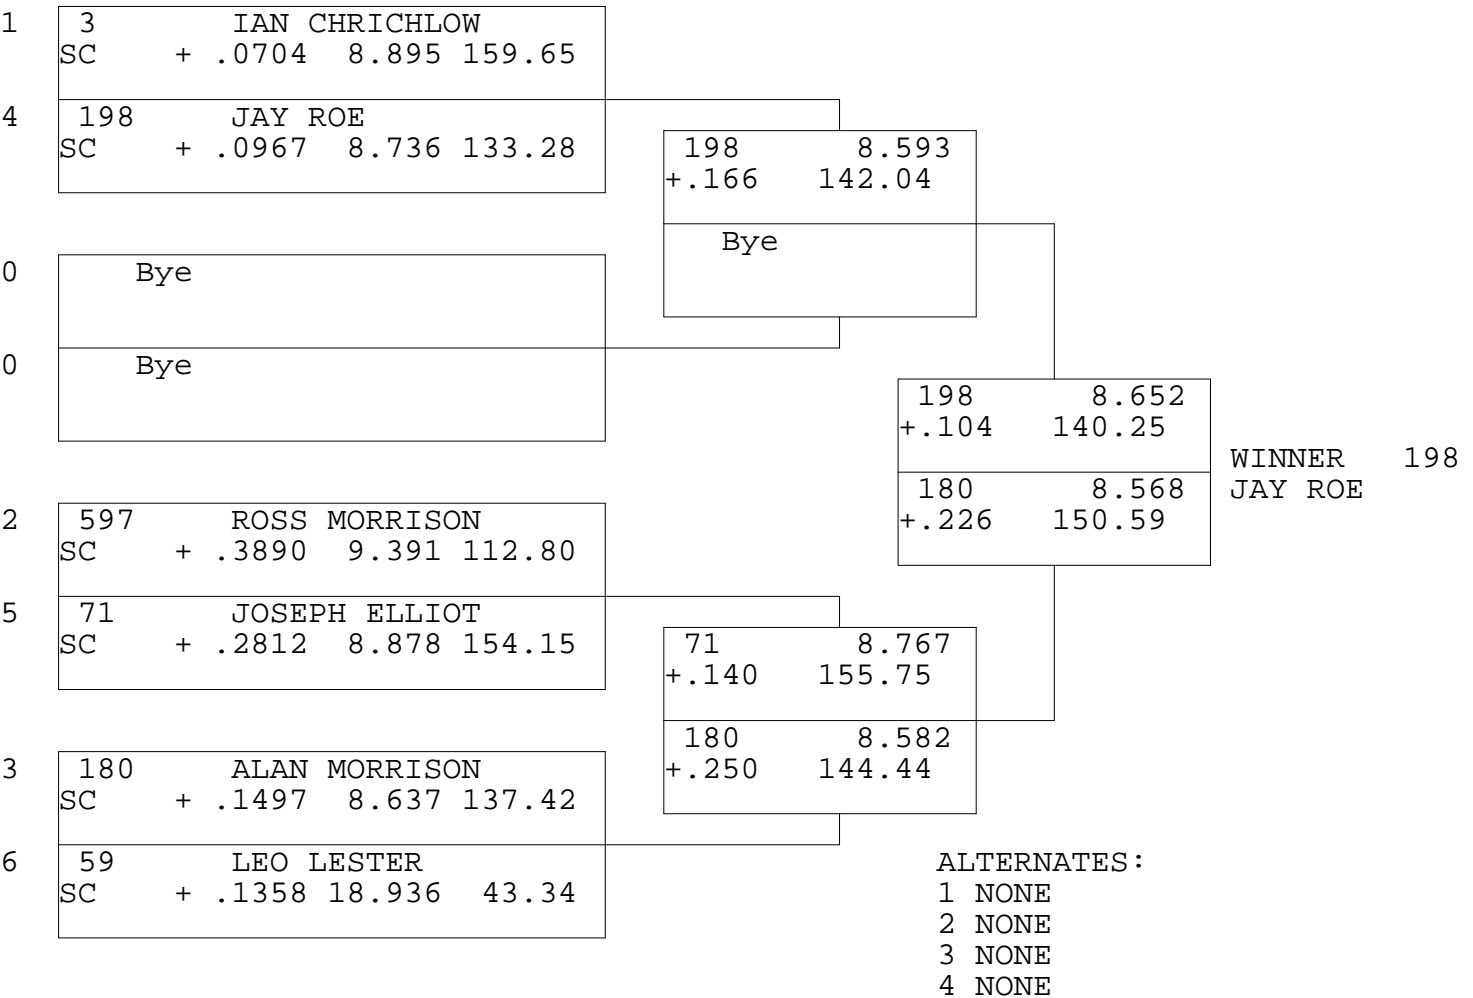 1 3 IAN CHRICHLOW
SC + .0704 8.895 159.65
4 198 JAY ROE
SC + .0967 8.736 133.28
198 8.593
+.166 142.04
Bye
0 Bye
0 Bye
198 8.652
+.104 140.25
WINNER 198
JAY ROE
180 8.568
+.226 150.59
2 597 ROSS MORRISON
SC + .3890 9.391 112.80
5 71 JOSEPH ELLIOT
SC + .2812 8.878 154.15
71 8.767
+.140 155.75
180 8.582
+.250 144.44
3 180 ALAN MORRISON
SC + .1497 8.637 137.42
6 59 LEO LESTER
SC + .1358 18.936 43.34
ALTERNATES:
1 NONE
2 NONE
3 NONE
4 NONE